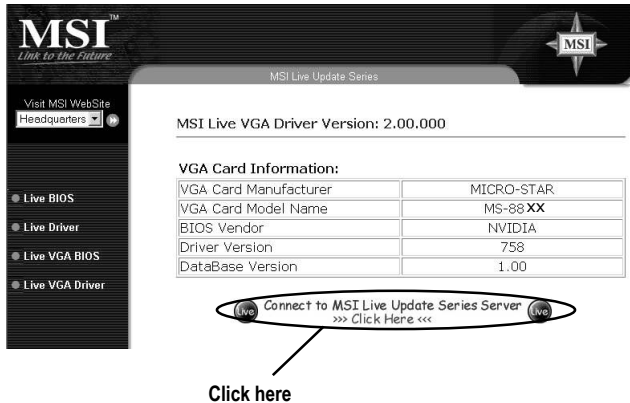 MSI™
Link to the Future
MSI
MSI Live Update Series
Visit MSI WebSite
Headquarters
MSI Live VGA Driver Version: 2.00.000
VGA Card Information:
VGA Card Manufacturer MICRO-STAR
VGA Card Model Name MS-88XX
BIOS Vendor NVIDIA
Driver Version 758
DataBase Version 1.00
Live BIOS
Live Driver
Live VGA BIOS
Live VGA Driver
Live Connect to MSI Live Update Series Server Live
>>> Click Here <<<
Click here